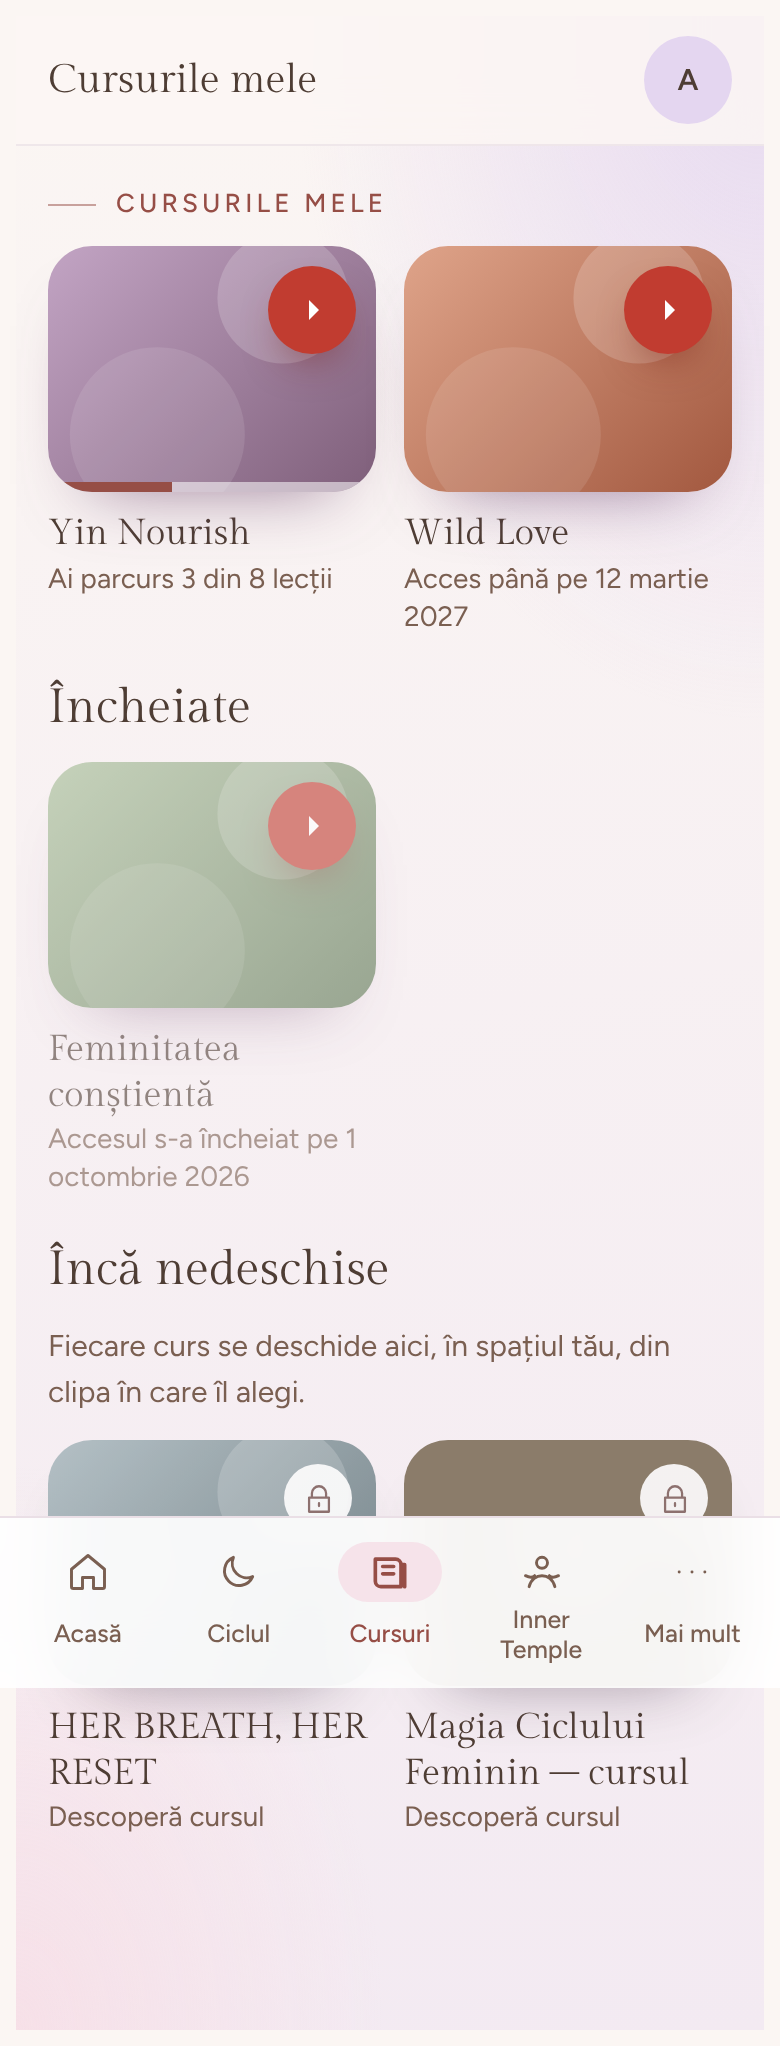 Cursurile mele
A
CURSURILE MELE
Yin Nourish
Ai parcurs 3 din 8 lecții
Wild Love
Acces până pe 12 martie
2027
Încheiate
Feminitatea
conștientă
Accesul s-a încheiat pe 1
octombrie 2026
Încă nedeschise
Fiecare curs se deschide aici, în spațiul tău, din
clipa în care îl alegi.
Acasă
Ciclul
Cursuri
Inner
Temple
Mai mult
HER BREATH, HER
RESET
Descoperă cursul
Magia Ciclului
Feminin — cursul
Descoperă cursul